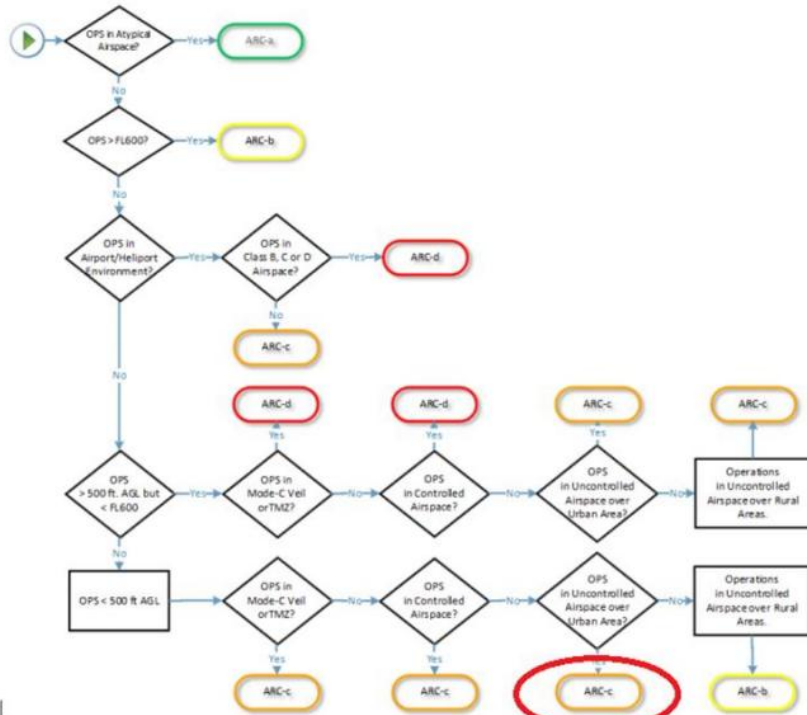 OPS in Atypical
Airspace?
Yes
ARC-a
No
OPS > FL600?
Yes
ARC-b
No
OPS in
Airport/Heliport
Environment?
Yes
OPS in
Class B, C or D
Airspace?
Yes
ARC-d
No
ARC-c
No
ARC-d
ARC-d
ARC-c
ARC-c
Yes
Yes
Yes
OPS
> 500 ft. AGL but
< FL600
Yes
OPS in
Mode-C Veil
or TMZ?
No
OPS
in Controlled
Airspace?
No
OPS
in Uncontrolled
Airspace over
Urban Area?
No
Operations
in Uncontrolled
Airspace over Rural
Areas.
No
OPS < 500 ft AGL
OPS in
Mode-C Veil
or TMZ?
No
OPS
in Controlled
Airspace?
No
OPS
in Uncontrolled
Airspace over
Urban Area?
No
Operations
in Uncontrolled
Airspace over Rural
Areas.
Yes
Yes
Yes
ARC-c
ARC-c
ARC-c
ARC-b